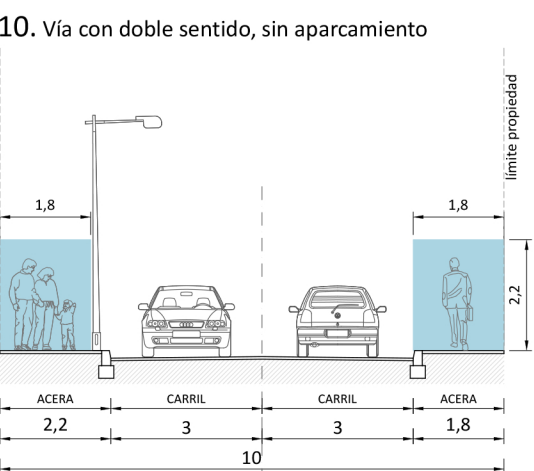 10. Vía con doble sentido, sin aparcamiento
límite propiedad
1,8
1,8
2,2
ACERA CARRIL CARRIL ACERA
2,2 3 3 1,8
10